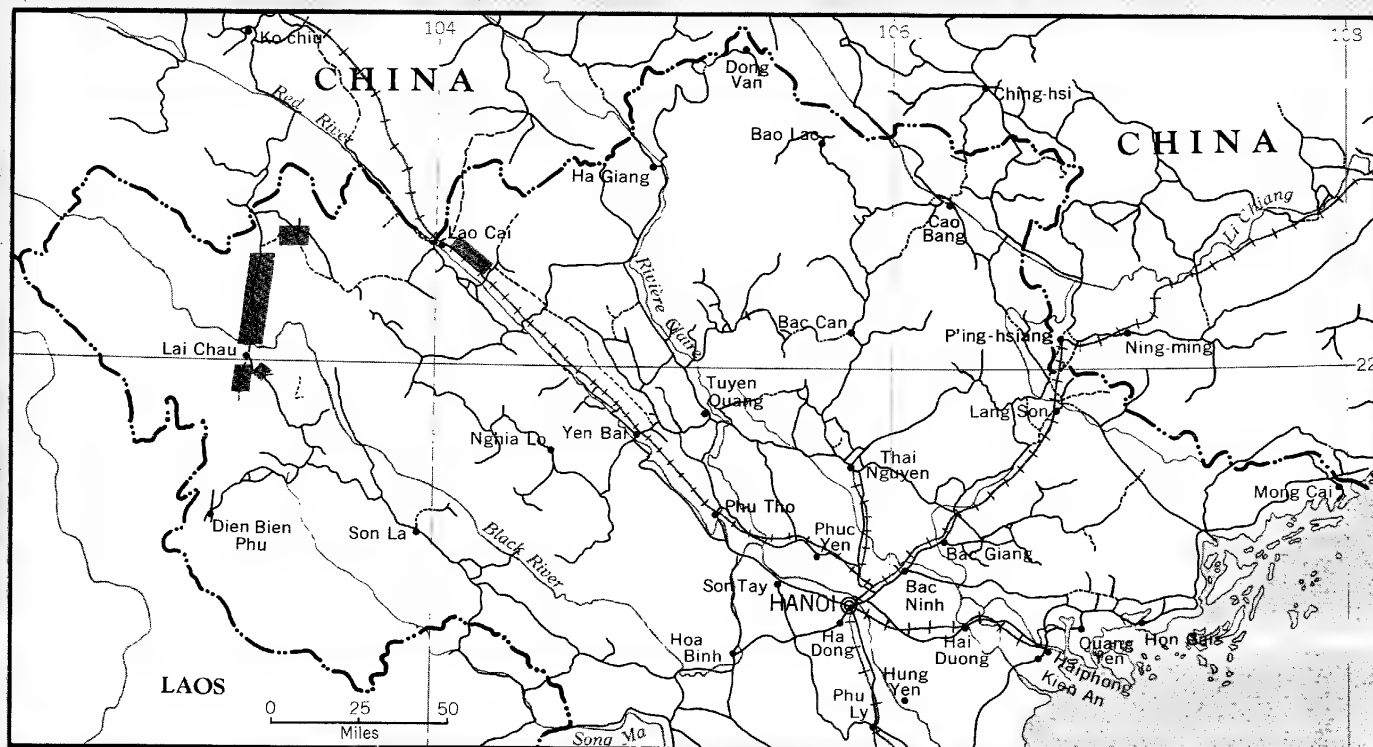 104
106
108
Ko chiu
CHINA
Dong
Van
Ching-hsi
Red River
Bao Lac
CHINA
Ha Giang
Cao
Bang
Li Chiang
Lao Cai
Rivière Claire
Lai Chau
Bac Can
P'ing-hsiang
Ning-ming
22
Tuyen
Quang
Lang Son
Nghia Lo
Yen Bai
Thai
Nguyen
Mong Cai
Dien Bien
Phu
Son La
Black River
Phu Tho
Phuc
Yen
Bac Giang
Son Tay
HANOI
Bac
Ninh
Ha
Dong
Hai
Duong
Quang
Yen
Hon Gai
Hoa
Binh
Haiphong
Kien An
Hung
Yen
LAOS
Phu
Ly
0 25 50
Miles
Song Ma